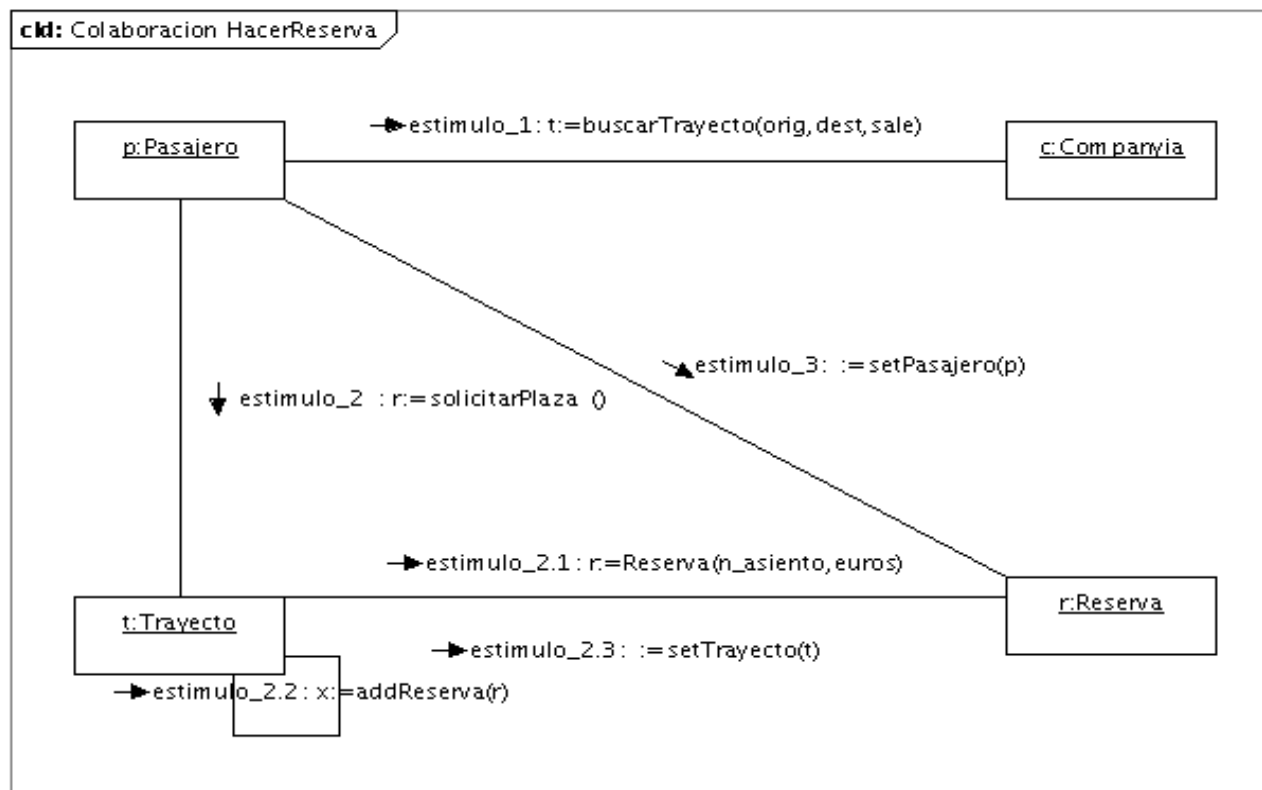 cld: Colaboracion HacerReserva
estimulo_1: t:=buscarTrayecto(orig,dest,sale)
p:Pasajero
c:Companyia
estimulo_3: :=setPasajero(p)
estimulo_2 : r:=solicitarPlaza ()
estimulo_2.1: r:=Reserva(n_asiento,euros)
t:Trayecto
r:Reserva
estimulo_2.3: :=setTrayecto(t)
estimulo_2.2: x:=addReserva(r)